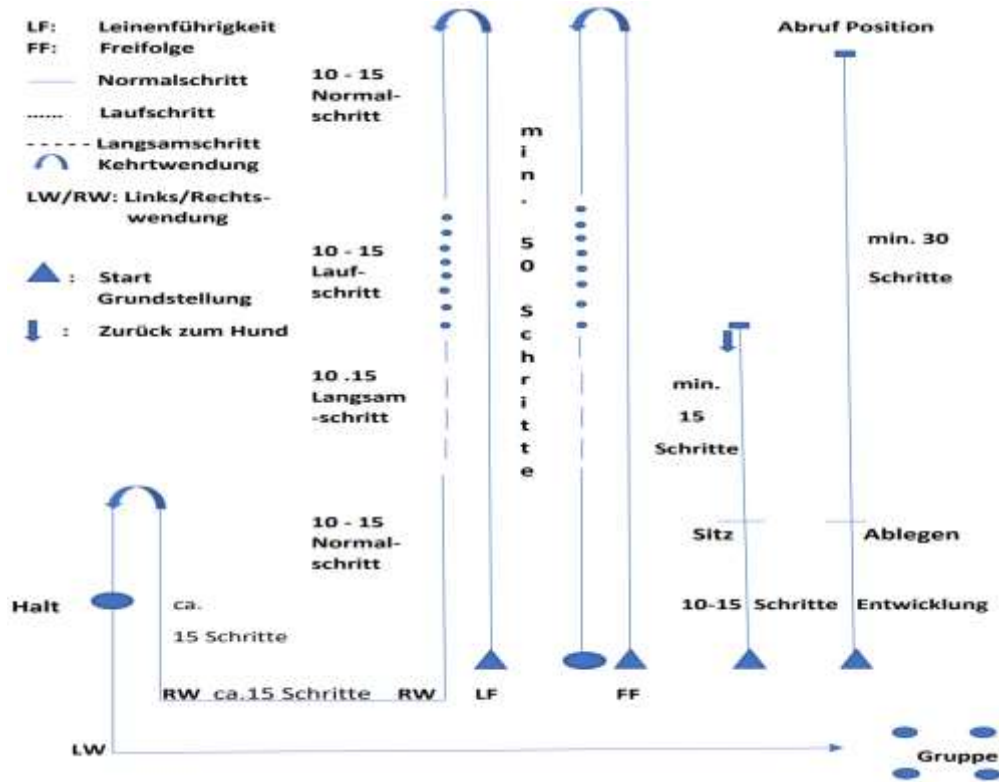 LF: Leinenführigkeit
FF: Freifolge
Normalschritt
Laufschritt
Langsamschritt
Kehrtwendung
LW/RW: Links/Rechts-
wendung
: Start
Grundstellung
: Zurück zum Hund
10 - 15
Normal-
schritt
10 - 15
Lauf-
schritt
10 .15
Langsam
-schritt
10 - 15
Normal-
schritt
min. 50 Schritte
Abruf Position
min. 30
Schritte
min.
15
Schritte
Sitz
Ablegen
10-15 Schritte Entwicklung
Halt
ca.
15 Schritte
RW ca.15 Schritte RW LF FF
LW
Gruppe